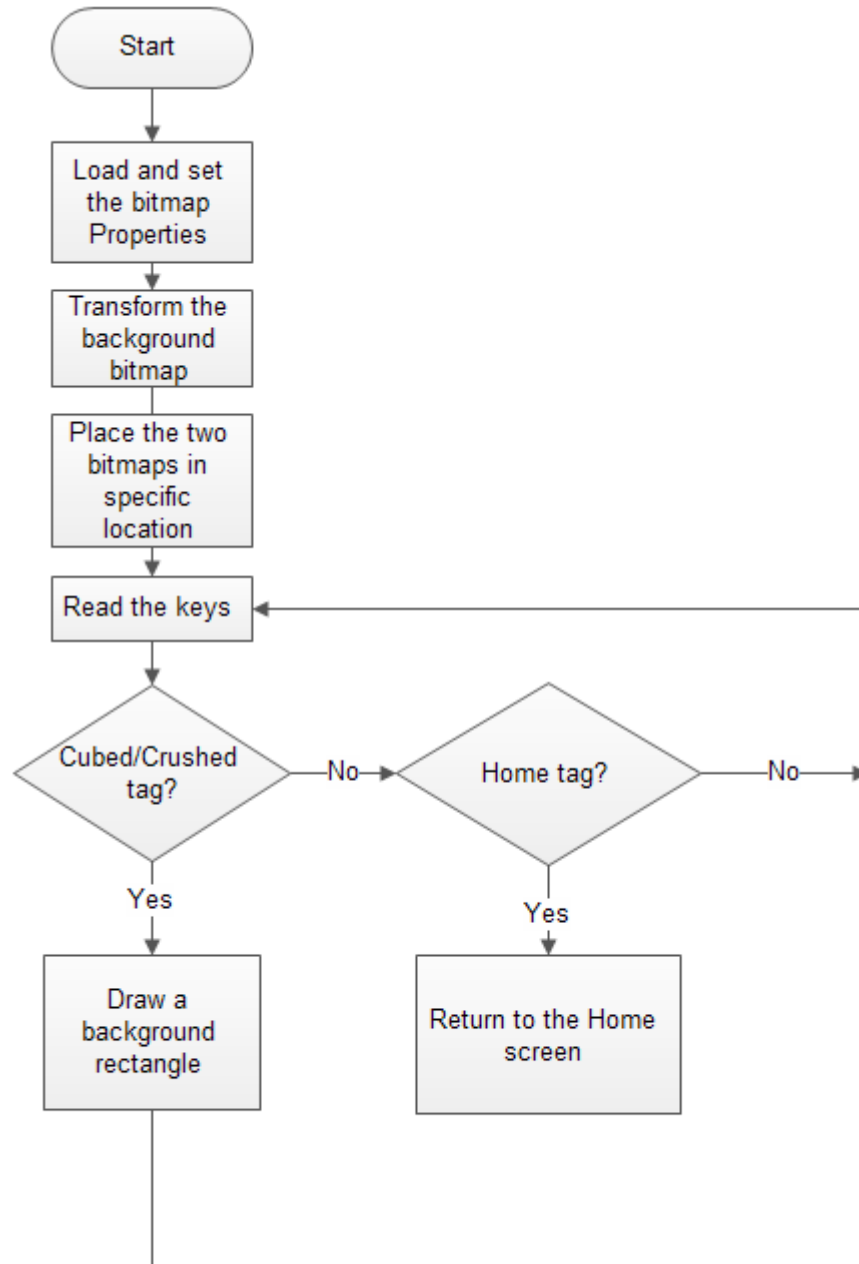 Start
Load and set
the bitmap
Properties
Transform the
background
bitmap
Place the two
bitmaps in
specific
location
Read the keys
Cubed/Crushed
tag?
No
Home tag?
No
Yes
Yes
Draw a
background
rectangle
Return to the Home
screen